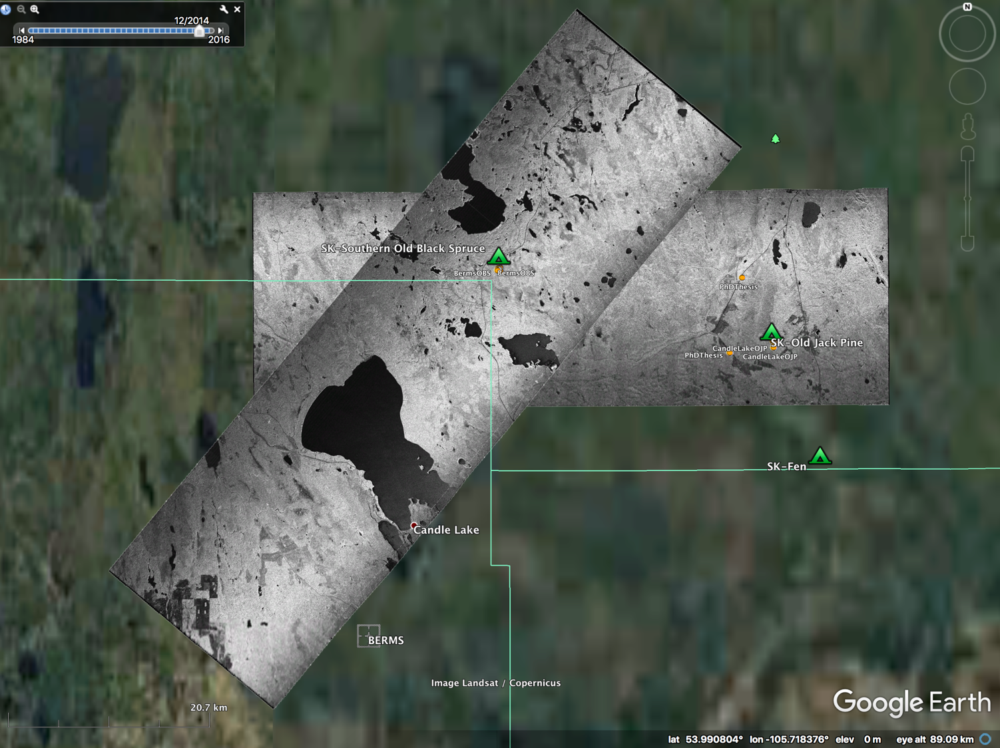 12/2014
1984
2016
N
SK-Southern Old Black Spruce
BermsOBS
BermsOBS
PhDThesis
SK-Old Jack Pine
CandleLakeOJP
PhDThesis
CandleLakeOJP
SK-Fen
Candle Lake
BERMS
Image Landsat / Copernicus
20.7 km
Google Earth
lat 53.990804° lon -105.718376° elev 0 m eye alt 89.09 km